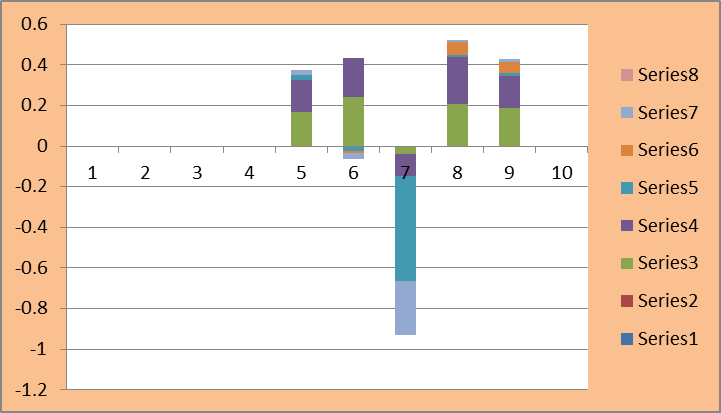 0.6
0.4
0.2
0
-0.2
-0.4
-0.6
-0.8
-1
-1.2
1 2 3 4 5 6 7 8 9 10
Series8
Series7
Series6
Series5
Series4
Series3
Series2
Series1